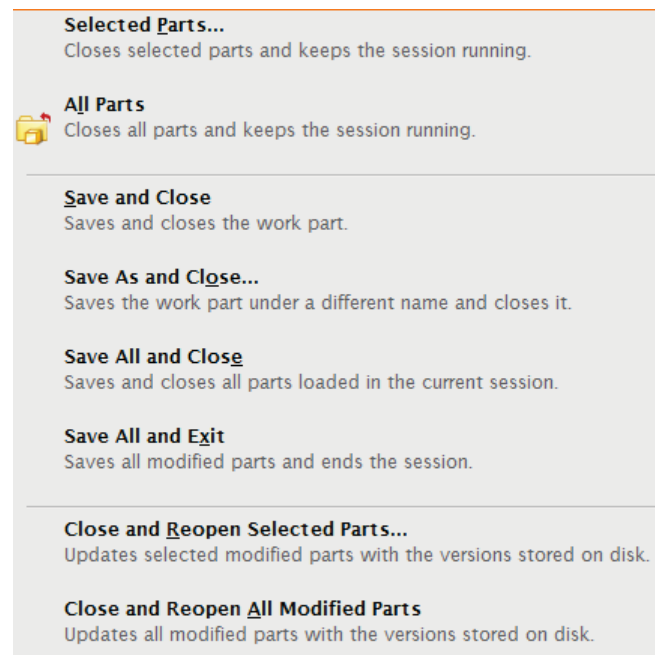 Selected Parts...
Closes selected parts and keeps the session running.
All Parts
Closes all parts and keeps the session running.
Save and Close
Saves and closes the work part.
Save As and Close...
Saves the work part under a different name and closes it.
Save All and Close
Saves and closes all parts loaded in the current session.
Save All and Exit
Saves all modified parts and ends the session.
Close and Reopen Selected Parts...
Updates selected modified parts with the versions stored on disk.
Close and Reopen All Modified Parts
Updates all modified parts with the versions stored on disk.